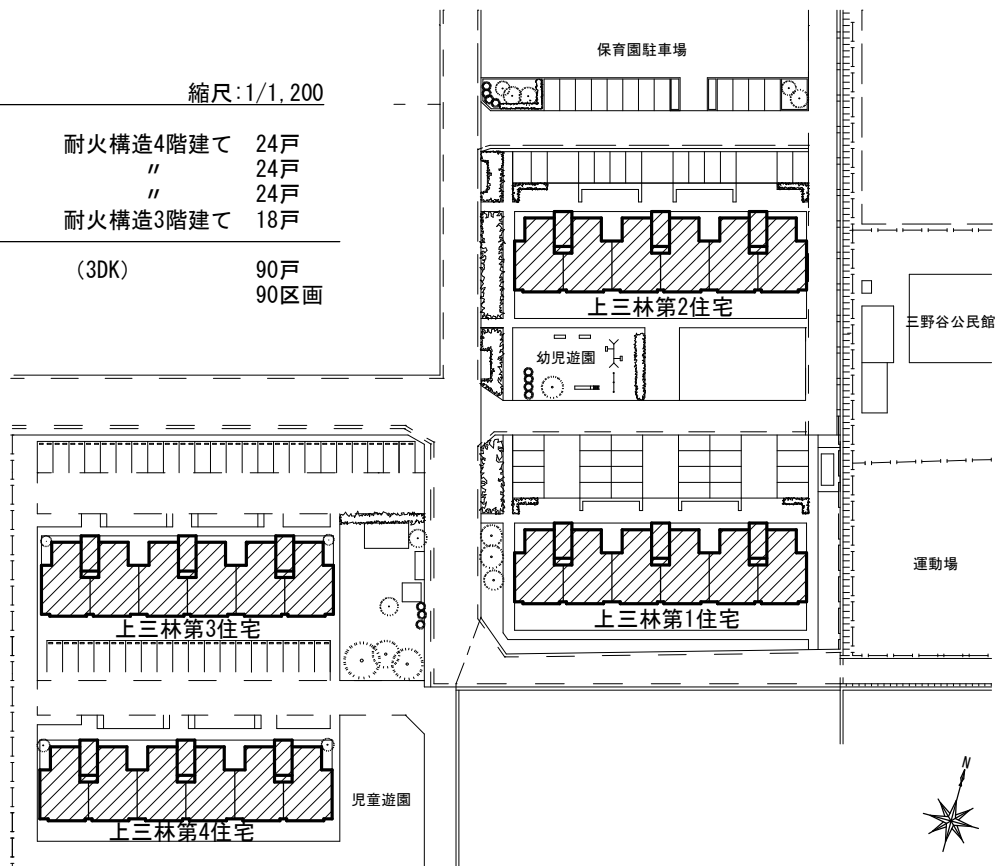 保育園駐車場
縮尺:1/1,200
耐火構造4階建て 24戸
〃 24戸
〃 24戸
耐火構造3階建て 18戸
(3DK) 90戸
90区画
上三林第2住宅
三野谷公民館
幼児遊園
運動場
上三林第1住宅
上三林第3住宅
児童遊園
上三林第4住宅
N